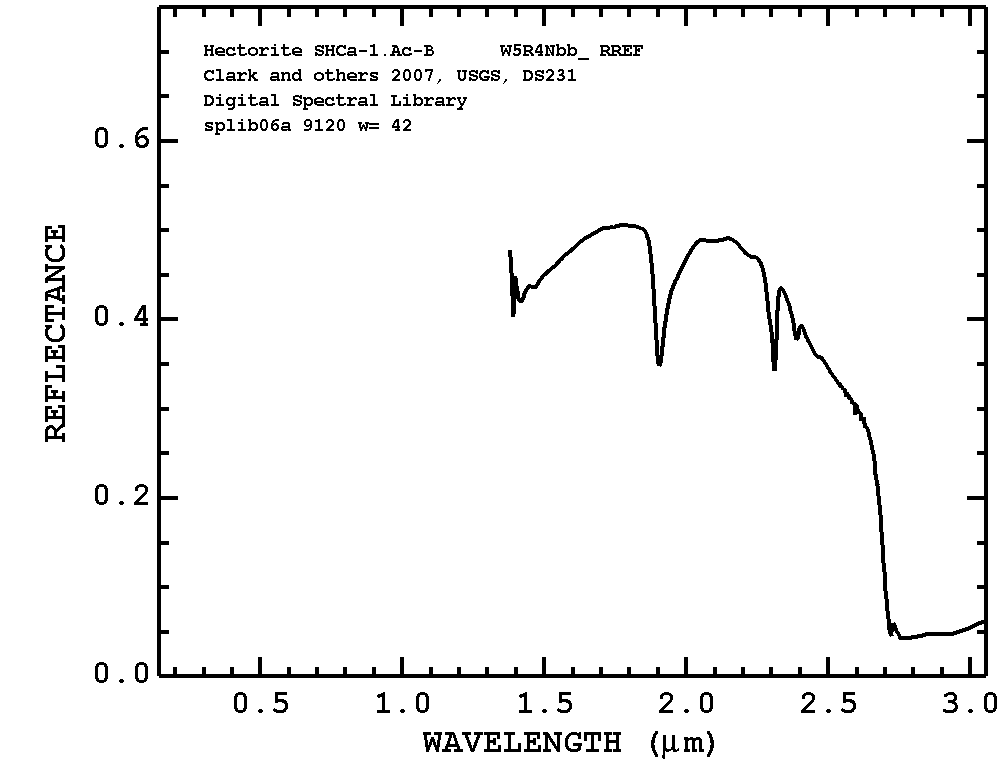 Hectorite SHCa-1.Ac-B W5R4Nbb_ RREF
Clark and others 2007, USGS, DS231
Digital Spectral Library
splib06a 9120 w= 42
0.6
0.4
0.2
0.0
REFLECTANCE
0.5 1.0 1.5 2.0 2.5 3.0
WAVELENGTH (μm)